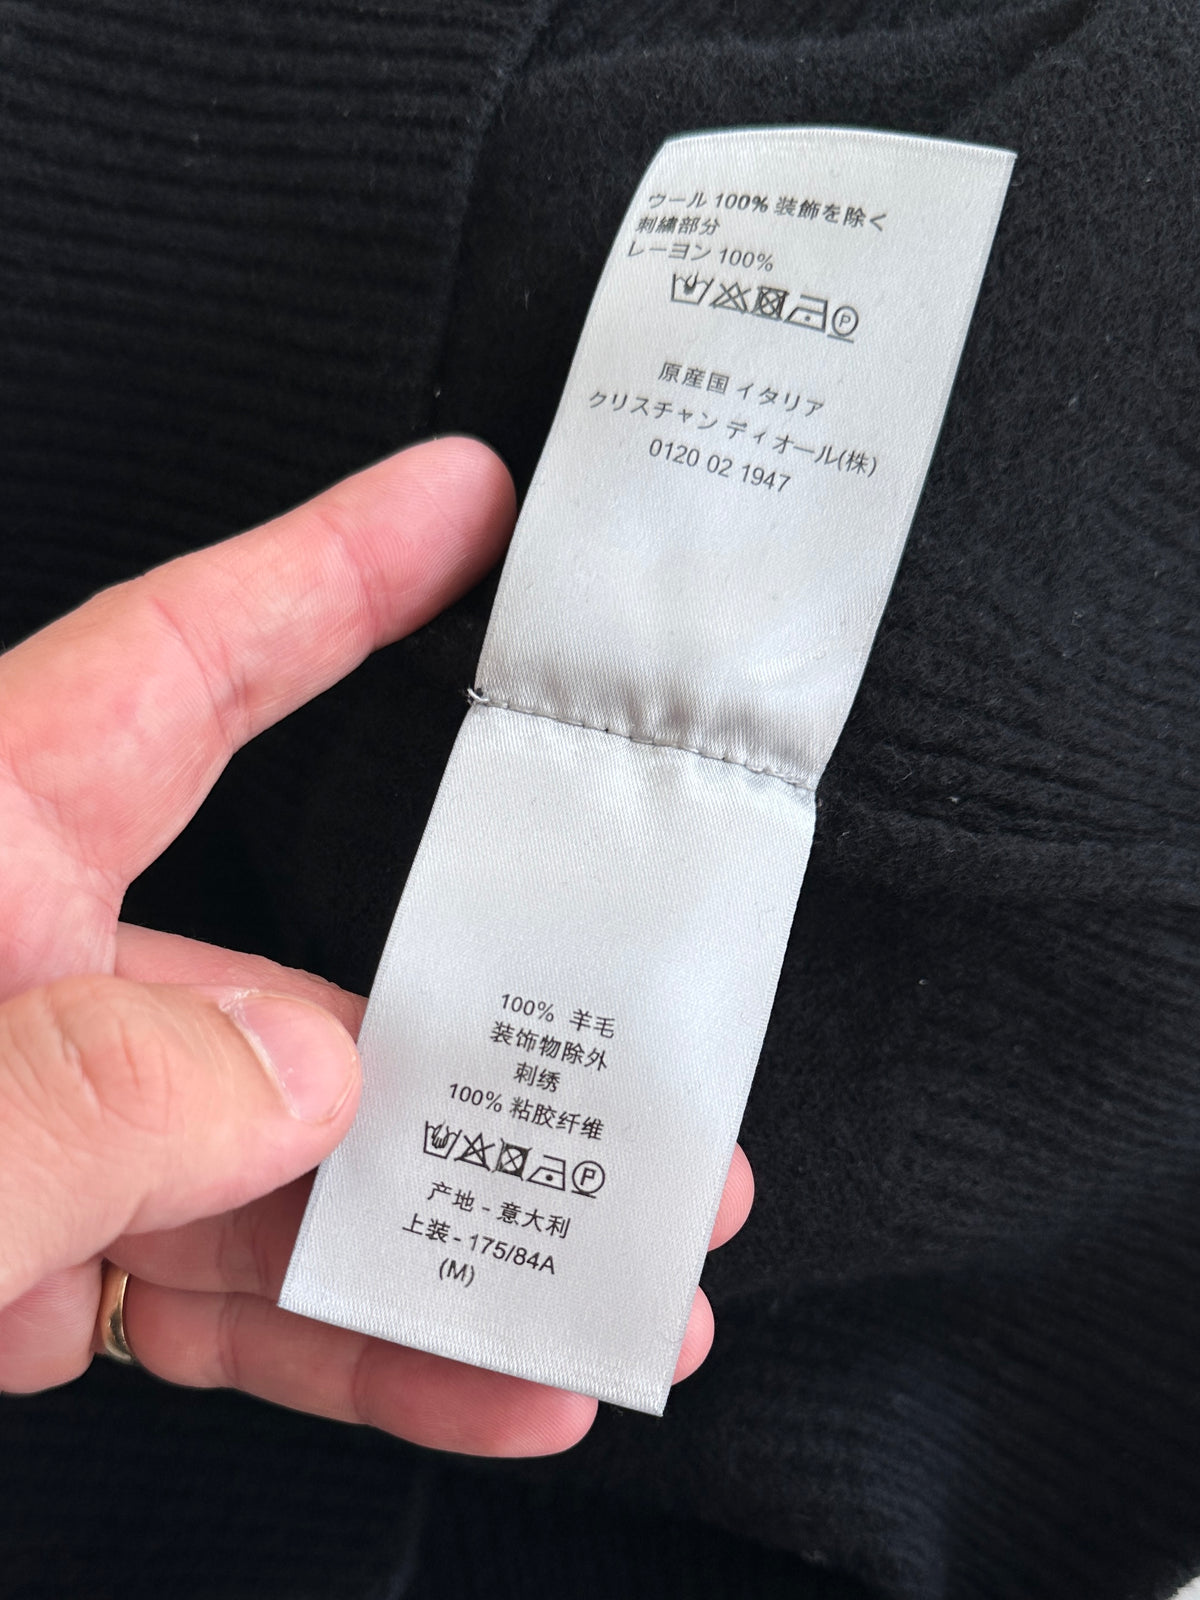 ウール 100% 装飾を除く
刺繍部分
レーヨン 100%
P
原産国 イタリア
クリスチャン ディオール(株)
0120 02 1947
100% 羊毛
装饰物除外
刺绣
100% 粘胶纤维
P
产地 - 意大利
上装 - 175/84A
(M)